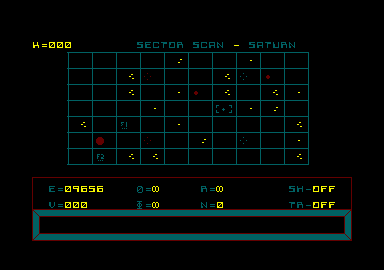 K=000 SECTOR SCAN - SATURN
E=09656 0=∞ R=∞ SH-OFF
V=000 =∞ N=0 TR-OFF